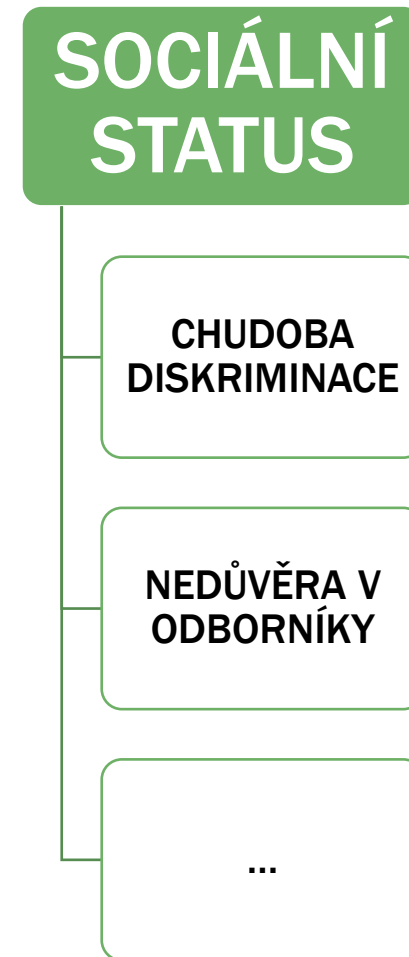 SOCIÁLNÍ
STATUS
CHUDOBA
DISKRIMINACE
NEDŮVĚRA V
ODBORNÍKY
...